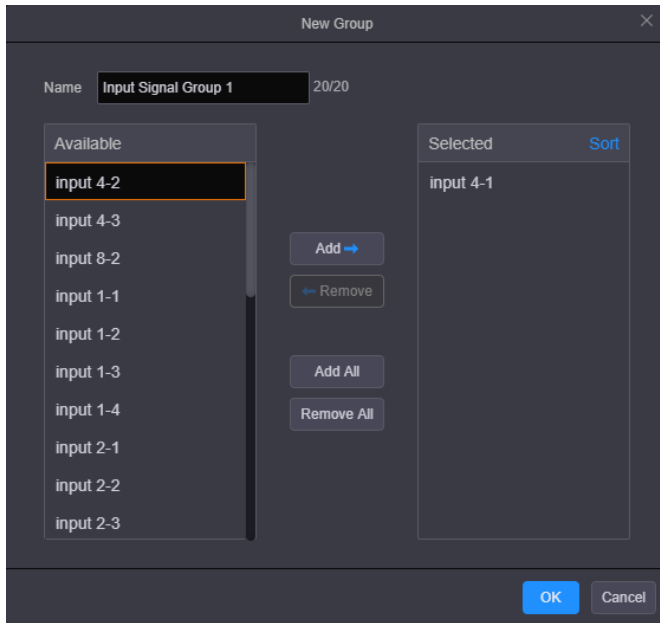 New Group
Name Input Signal Group 1 20/20
Available
input 4-2
input 4-3
input 8-2
input 1-1
input 1-2
input 1-3
input 1-4
input 2-1
input 2-2
input 2-3
Add
Remove
Add All
Remove All
Selected Sort
input 4-1
OK Cancel